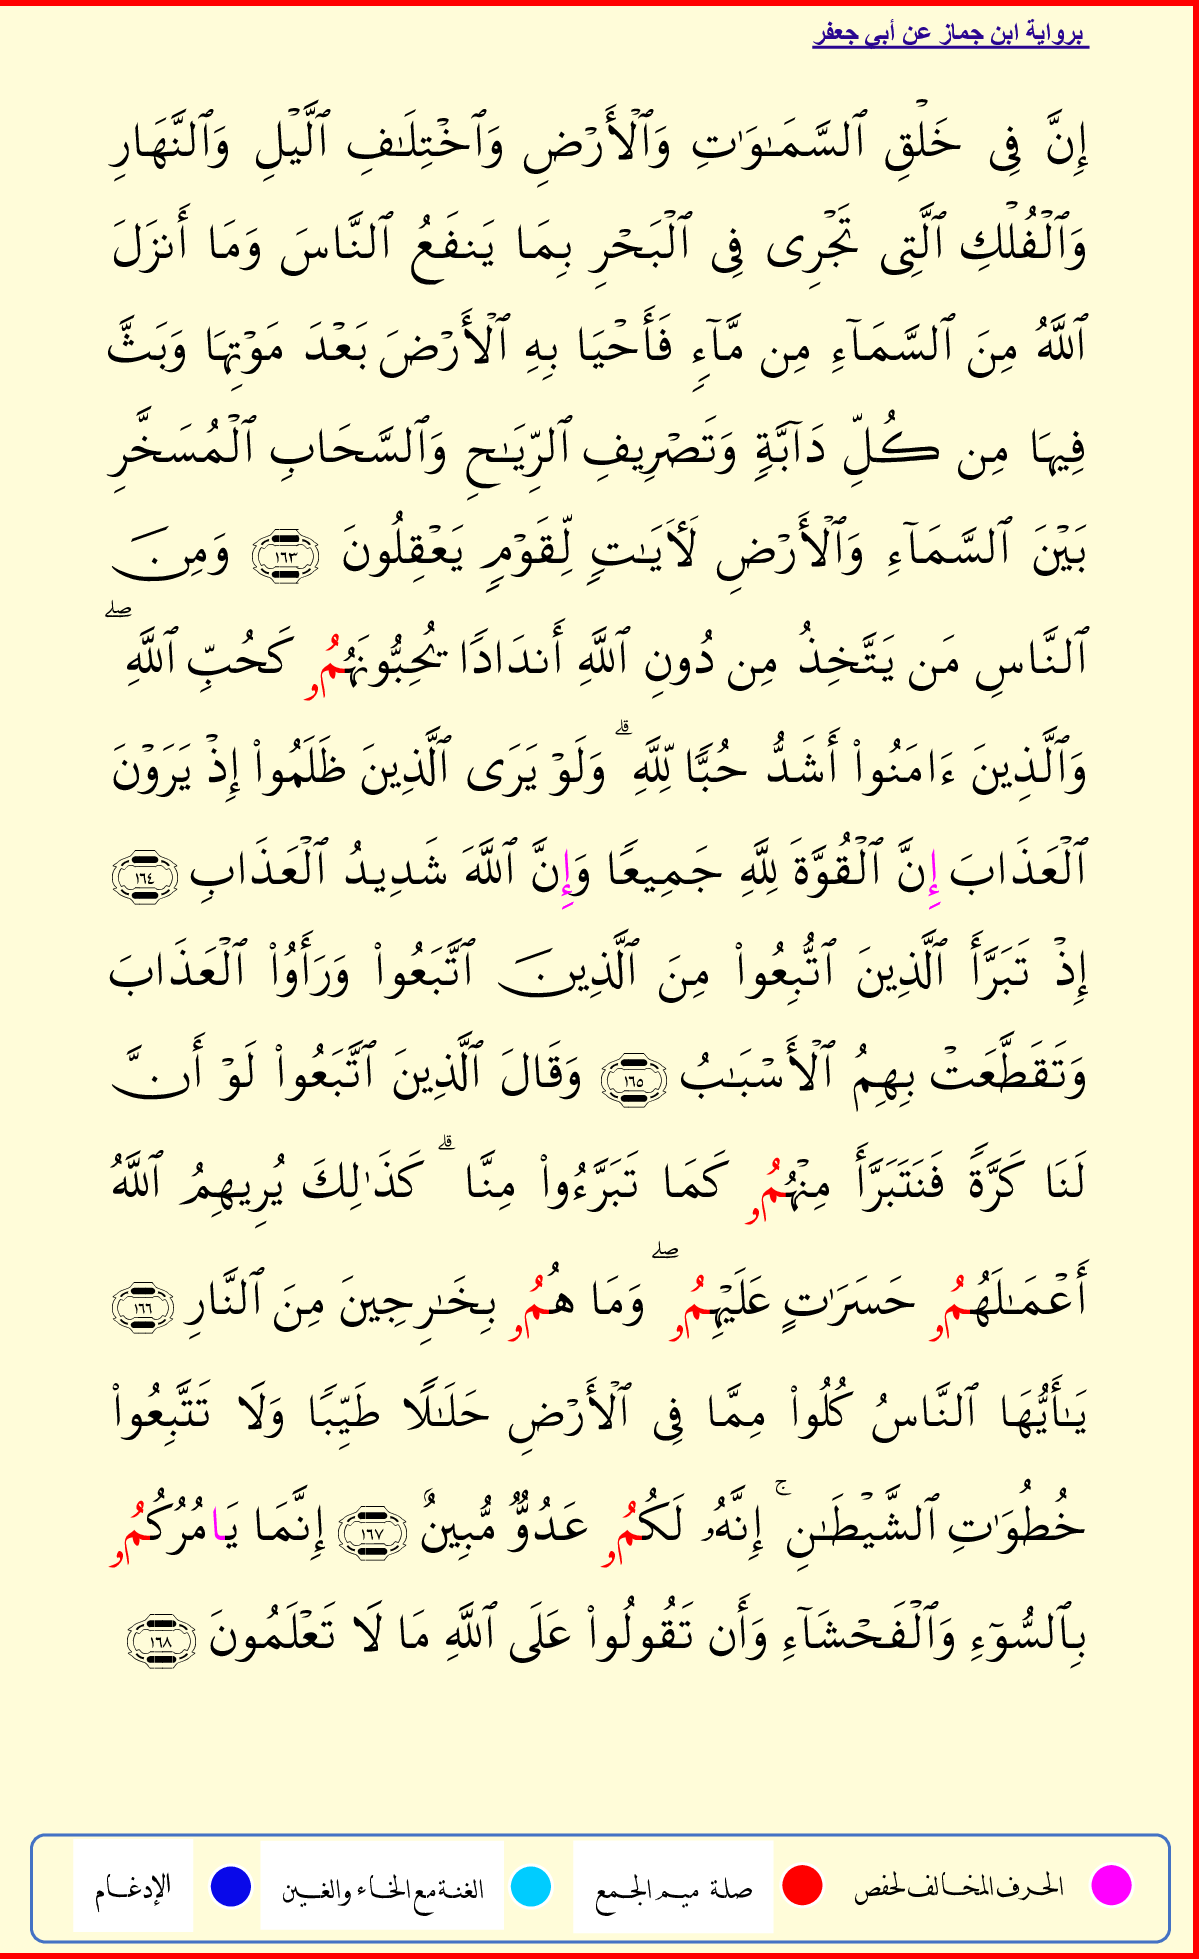 برواية ابن جماز عن أبي جعفر
إِنَّ فِى خَلْقِ ٱلسَّمَـٰوَٰتِ وَٱلْأَرْضِ وَٱخْتِلَـٰفِ ٱلَّيْلِ وَٱلنَّهَارِ
وَٱلْفُلْكِ ٱلَّتِى تَجْرِى فِى ٱلْبَحْرِ بِمَا يَنفَعُ ٱلنَّاسَ وَمَا أَنزَلَ
ٱللَّهُ مِنَ ٱلسَّمَآءِ مِن مَّآءٍ فَأَحْيَا بِهِ ٱلْأَرْضَ بَعْدَ مَوْتِهَا وَبَثَّ
فِيهَا مِن كُلِّ دَآبَّةٍ وَتَصْرِيفِ ٱلرِّيَـٰحِ وَٱلسَّحَابِ ٱلْمُسَخَّرِ
بَيْنَ ٱلسَّمَآءِ وَٱلْأَرْضِ لَأَيَـٰتٍ لِّقَوْمٍ يَعْقِلُونَ ١٦٣ وَمِنَ
ٱلنَّاسِ مَن يَتَّخِذُ مِن دُونِ ٱللَّهِ أَندَادًا يُحِبُّونَهُمُۥ كَحُبِّ ٱللَّهِ ۖ
وَٱلَّذِينَ ءَامَنُوا۟ أَشَدُّ حُبًّا لِّلَّهِ ۗ وَلَوْ يَرَى ٱلَّذِينَ ظَلَمُوا۟ إِذْ يَرَوْنَ
ٱلْعَذَابَ إِنَّ ٱلْقُوَّةَ لِلَّهِ جَمِيعًا وَإِنَّ ٱللَّهَ شَدِيدُ ٱلْعَذَابِ ١٦٤
إِذْ تَبَرَّأَ ٱلَّذِينَ ٱتُّبِعُوا۟ مِنَ ٱلَّذِينَ ٱتَّبَعُوا۟ وَرَأَوُا۟ ٱلْعَذَابَ
وَتَقَطَّعَتْ بِهِمُ ٱلْأَسْبَـٰبُ ١٦٥ وَقَالَ ٱلَّذِينَ ٱتَّبَعُوا۟ لَوْ أَنَّ
لَنَا كَرَّةً فَنَتَبَرَّأَ مِنْهُمُۥ كَمَا تَبَرَّءُوا۟ مِنَّا ۗ كَذَٰلِكَ يُرِيهِمُ ٱللَّهُ
أَعْمَـٰلَهُمُۥ حَسَرَٰتٍ عَلَيْهِمُۥ ۖ وَمَا هُمُۥ بِخَـٰرِجِينَ مِنَ ٱلنَّارِ ١٦٦
يَـٰأَيُّهَا ٱلنَّاسُ كُلُوا۟ مِمَّا فِى ٱلْأَرْضِ حَلَـٰلًا طَيِّبًا وَلَا تَتَّبِعُوا۟
خُطُوَٰتِ ٱلشَّيْطَـٰنِ ۚ إِنَّهُۥ لَكُمُۥ عَدُوٌّ مُّبِينٌ ١٦٧ إِنَّمَا يَامُرُكُمُۥ
بِٱلسُّوٓءِ وَٱلْفَحْشَآءِ وَأَن تَقُولُوا۟ عَلَى ٱللَّهِ مَا لَا تَعْلَمُونَ ١٦٨
الحرف المخالف لحفص صلة ميم الجمع الغنة مع الخاء والغين الإدغام